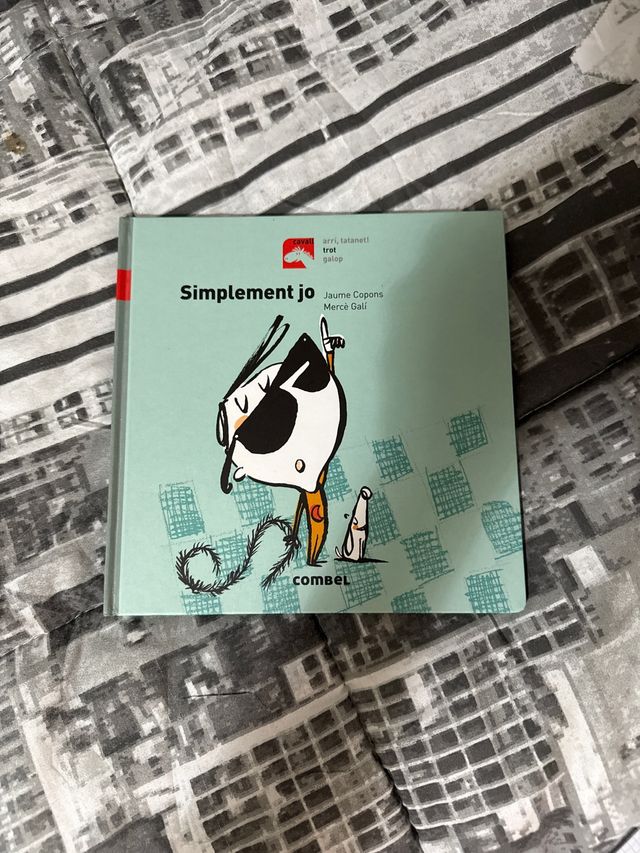 cavall
arri, tatanet!
trot
galop
Simplement jo
Jaume Copons
Mercè Galí
COMBEL